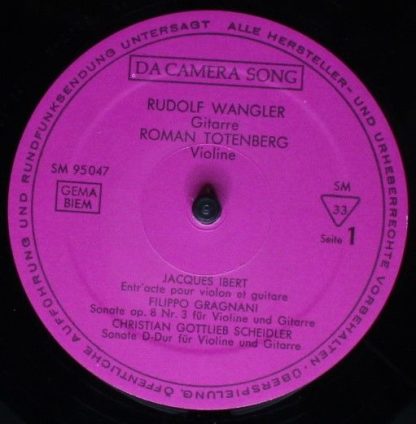 ALLE HERSTELLER- UND URHEBERRECHTE VORBEHALTEN · ÜBERSPIELUNG, ÖFFENTLICHE AUFFÜHRUNG UND RUNDFUNKSENDUNG UNTERSAGT
DA CAMERA SONG
RUDOLF WANGLER
Gitarre
ROMAN TOTENBERG
Violine
SM 95047
GEMA
BIEM
SM
33
Seite 1
JACQUES IBERT
Entr'acte pour violon et guitare
FILIPPO GRAGNANI
Sonate op. 8 Nr. 3 für Violine und Gitarre
CHRISTIAN GOTTLIEB SCHEIDLER
Sonate D-Dur für Violine und Gitarre